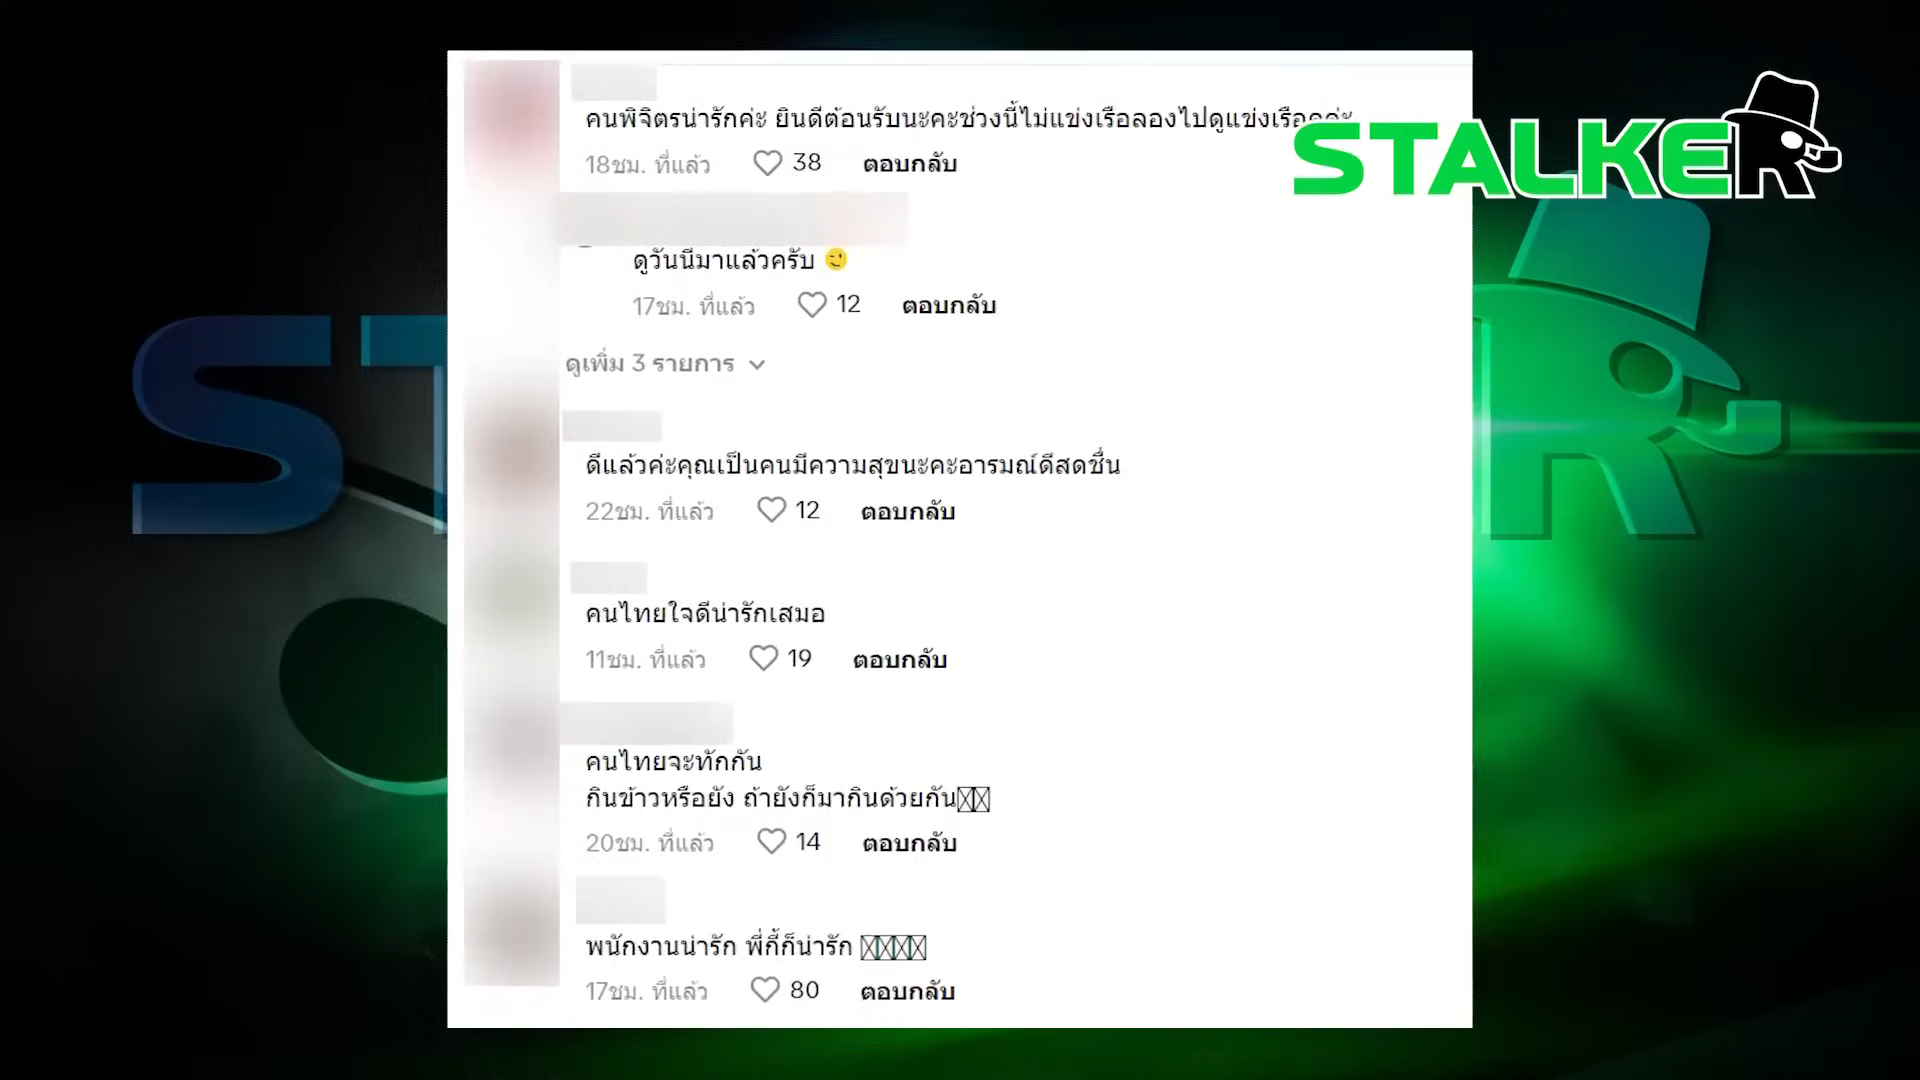 คนพิจิตรน่ารักค่ะ ยินดีต้อนรับนะคะช่วงนี้ไม่แข่งเรือลองไปดูแข่งเรือดูค่ะ
18ชม. ที่แล้ว 38 ตอบกลับ
ดูวันนี้มาแล้วครับ 😉
17ชม. ที่แล้ว 12 ตอบกลับ
ดูเพิ่ม 3 รายการ
ดีแล้วค่ะคุณเป็นคนมีความสุขนะคะอารมณ์ดีสดชื่น
22ชม. ที่แล้ว 12 ตอบกลับ
คนไทยใจดีน่ารักเสมอ
11ชม. ที่แล้ว 19 ตอบกลับ
คนไทยจะทักกัน
กินข้าวหรือยัง ถ้ายังก็มากินด้วยกัน
20ชม. ที่แล้ว 14 ตอบกลับ
พนักงานน่ารัก พี่กี้ก็น่ารัก
17ชม. ที่แล้ว 80 ตอบกลับ
STALKER